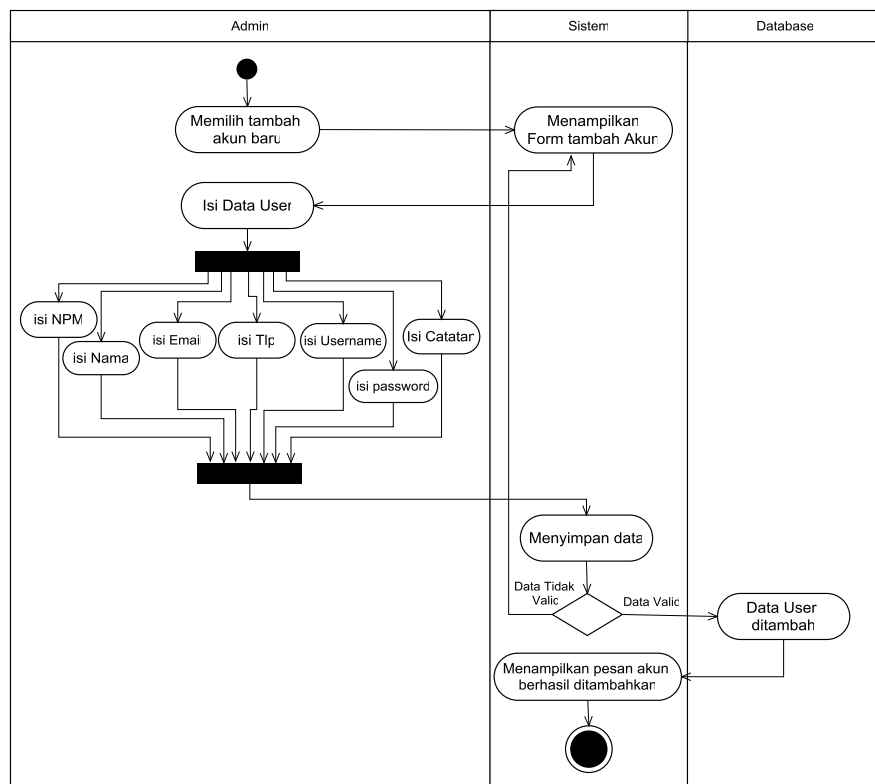 Admin
Sistem
Database
Memilih tambah
akun baru
Menampilkan
Form tambah Akun
Isi Data User
isi NPM
isi Nama
isi Email
isi Tlp
isi Username
isi password
Isi Catatan
Menyimpan data
Data Tidak
Valid
Data Valid
Data User
ditambah
Menampilkan pesan akun
berhasil ditambahkan